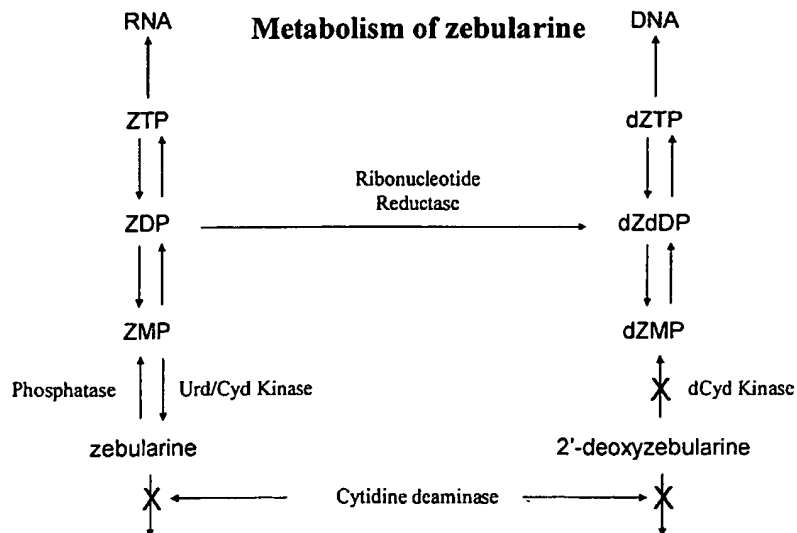 RNA Metabolism of zebularine DNA
ZTP dZTP
Ribonucleotide
Reductase
ZDP dZdDP
ZMP dZMP
Phosphatase Urd/Cyd Kinase X dCyd Kinase
zebularine 2'-deoxyzebularine
X Cytidine deaminase X